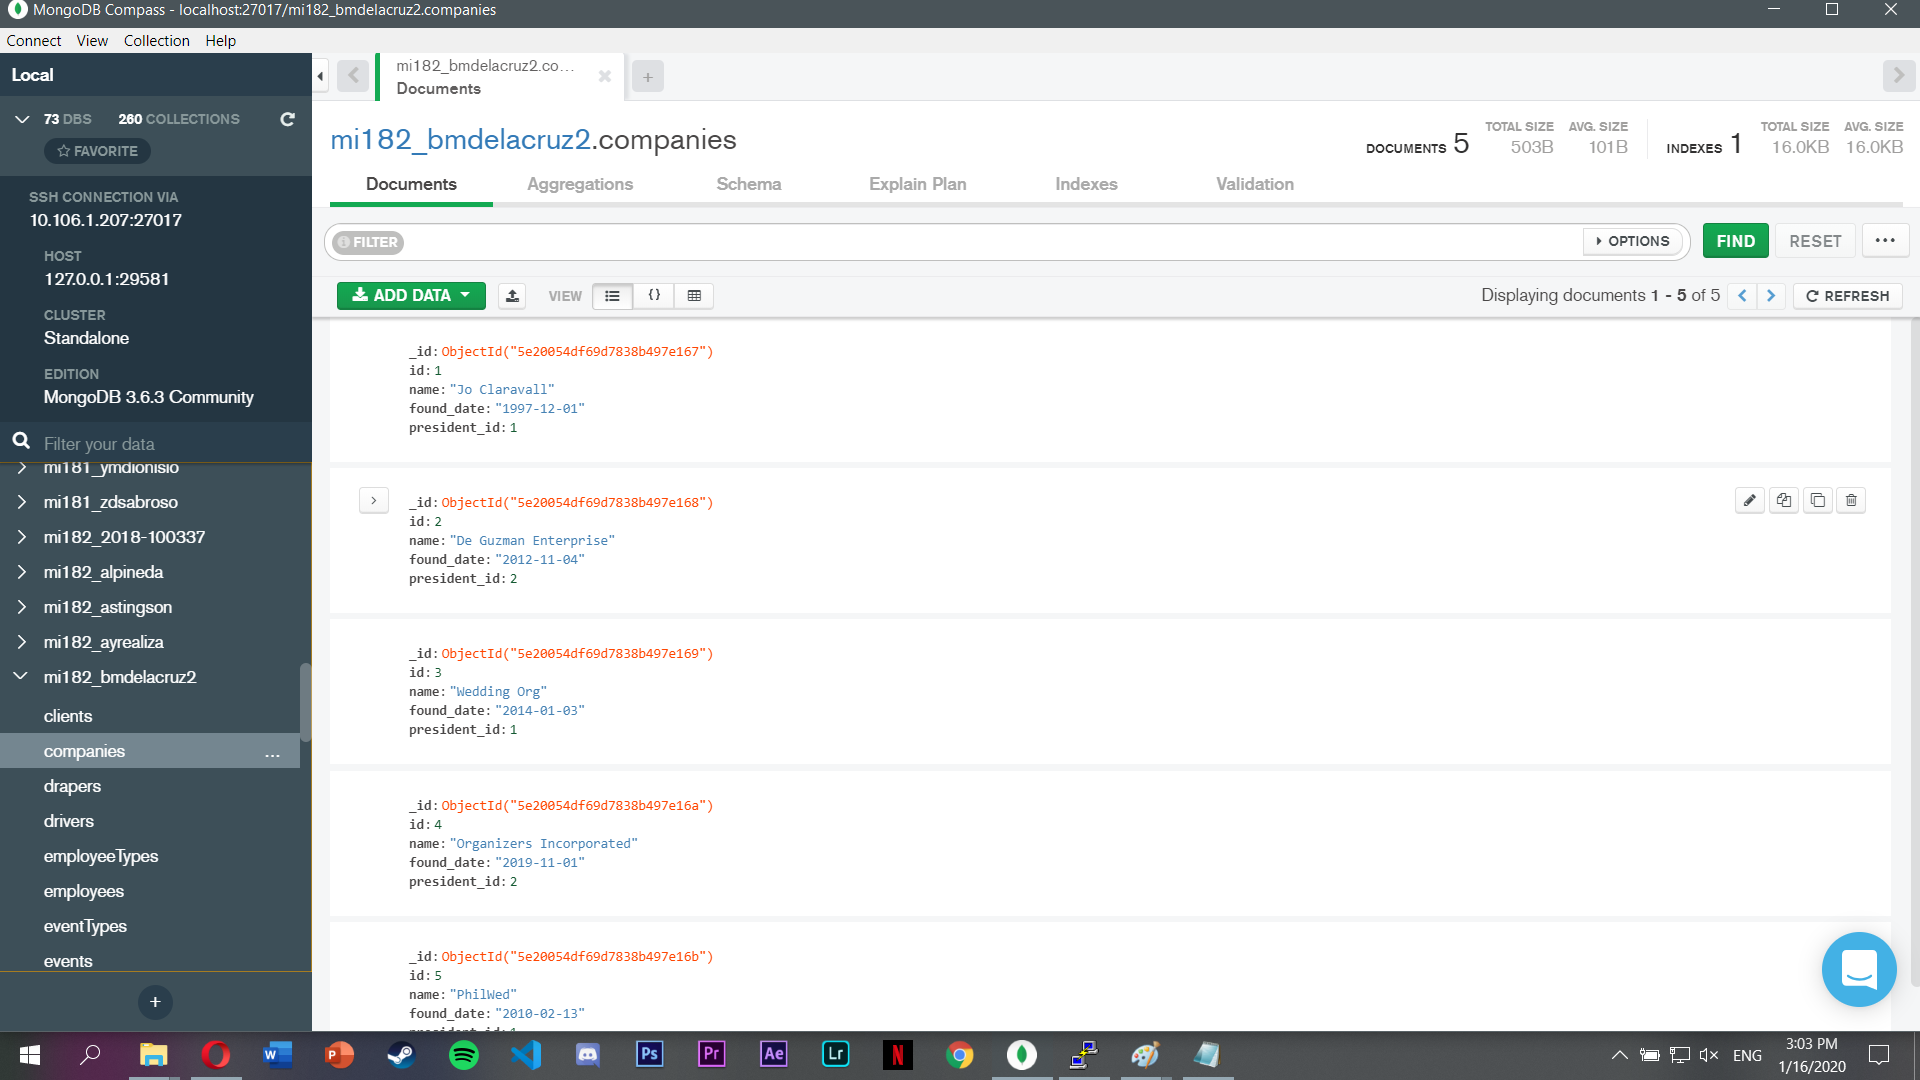 MongoDB Compass - localhost:27017/mi182_bmdelacruz2.companies
Connect View Collection Help
Local
73 DBS 260 COLLECTIONS
FAVORITE
SSH CONNECTION VIA
10.106.1.207:27017
HOST
127.0.0.1:29581
CLUSTER
Standalone
EDITION
MongoDB 3.6.3 Community
Filter your data
mi181_ymdionisio
mi181_zdsabroso
mi182_2018-100337
mi182_alpineda
mi182_astingson
mi182_ayrealiza
mi182_bmdelacruz2
clients
companies ...
drapers
drivers
employeeTypes
employees
eventTypes
events
+
mi182_bmdelacruz2.co...
Documents
+
mi182_bmdelacruz2.companies
DOCUMENTS 5 TOTAL SIZE 503B AVG. SIZE 101B INDEXES 1 TOTAL SIZE 16.0KB AVG. SIZE 16.0KB
Documents Aggregations Schema Explain Plan Indexes Validation
FILTER OPTIONS FIND RESET ...
ADD DATA VIEW {} Displaying documents 1 - 5 of 5 REFRESH
_id: ObjectId("5e20054df69d7838b497e167")
id: 1
name: "Jo Claravall"
found_date: "1997-12-01"
president_id: 1
_id: ObjectId("5e20054df69d7838b497e168")
id: 2
name: "De Guzman Enterprise"
found_date: "2012-11-04"
president_id: 2
_id: ObjectId("5e20054df69d7838b497e169")
id: 3
name: "Wedding Org"
found_date: "2014-01-03"
president_id: 1
_id: ObjectId("5e20054df69d7838b497e16a")
id: 4
name: "Organizers Incorporated"
found_date: "2019-11-01"
president_id: 2
_id: ObjectId("5e20054df69d7838b497e16b")
id: 5
name: "PhilWed"
found_date: "2010-02-13"
president_id: 1
W P Ps Pr Ae Lr N ENG 3:03 PM
1/16/2020